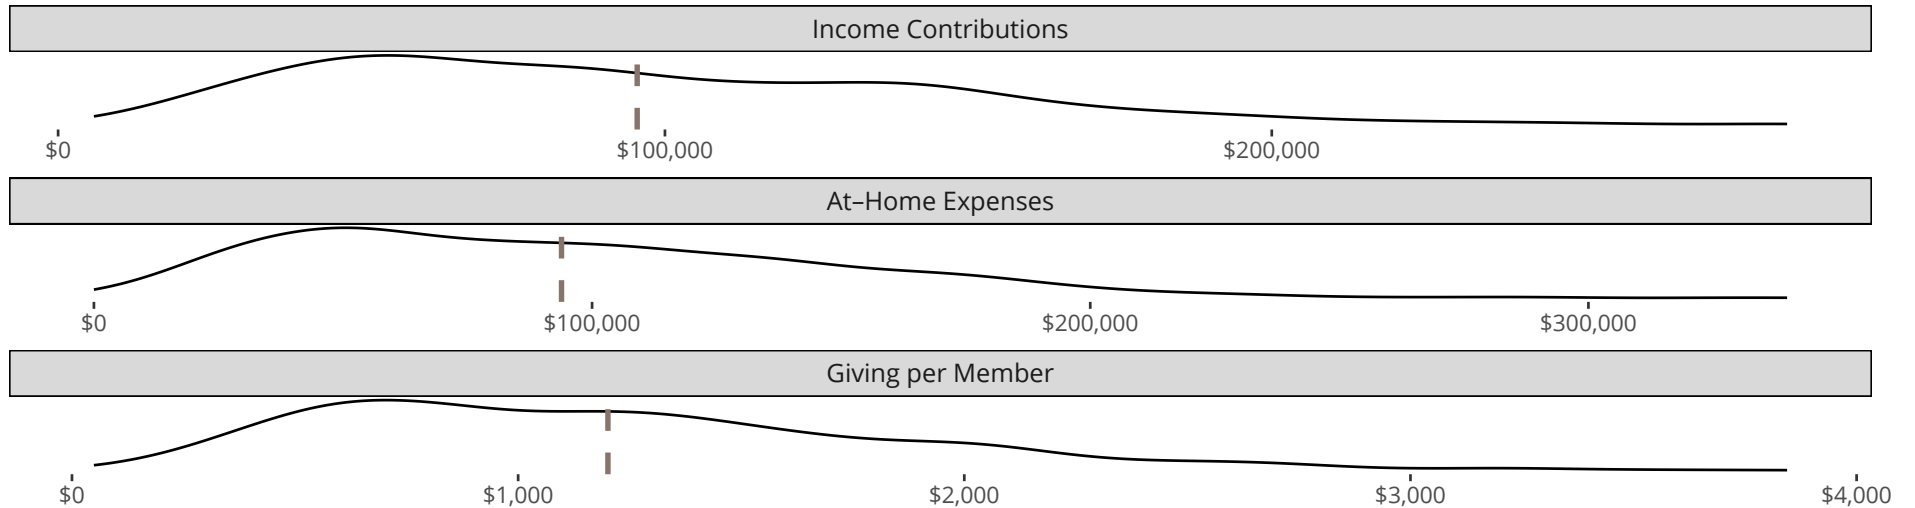 Income Contributions
$0 $100,000 $200,000
At–Home Expenses
$0 $100,000 $200,000 $300,000
Giving per Member
$0 $1,000 $2,000 $3,000 $4,000